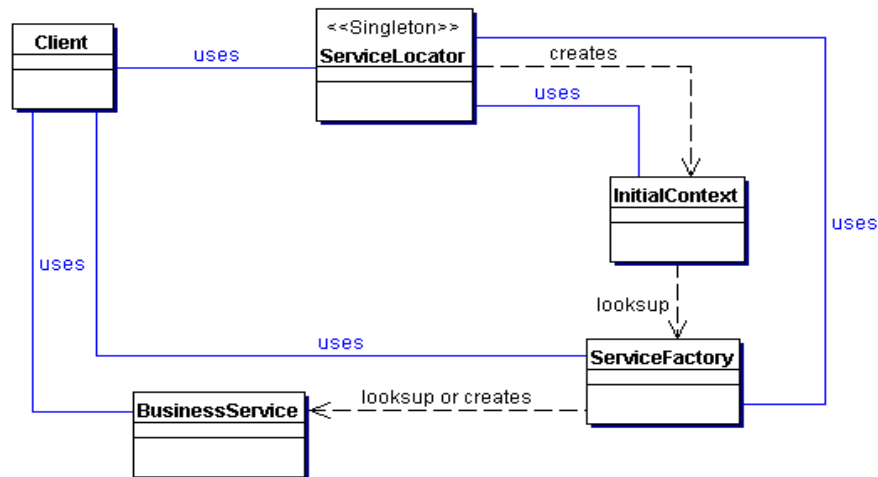 <<Singleton>>
Client
ServiceLocator
uses
creates
uses
InitialContext
uses
uses
looksup
uses
ServiceFactory
looksup or creates
BusinessService